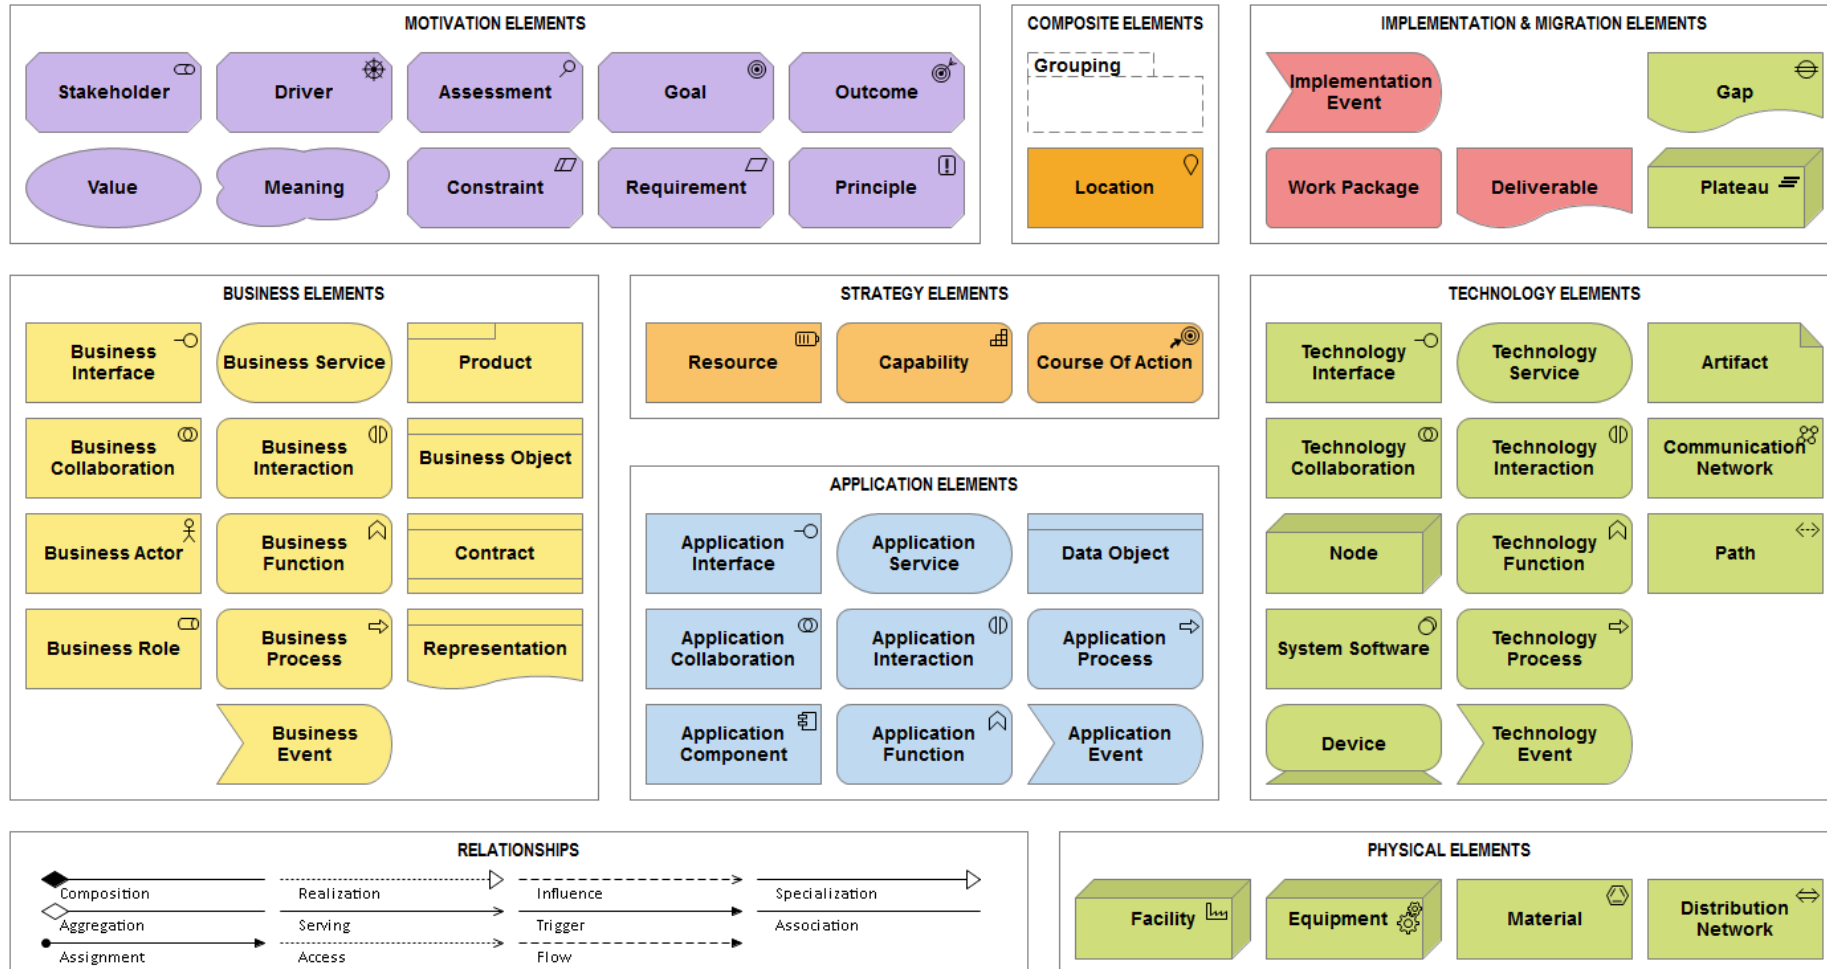 MOTIVATION ELEMENTS
Stakeholder
Driver
Assessment
Goal
Outcome
Value
Meaning
Constraint
Requirement
Principle
COMPOSITE ELEMENTS
Grouping
Location
IMPLEMENTATION & MIGRATION ELEMENTS
Implementation
Event
Gap
Work Package
Deliverable
Plateau
BUSINESS ELEMENTS
Business
Interface
Business Service
Product
Business
Collaboration
Business
Interaction
Business Object
Business Actor
Business
Function
Contract
Business Role
Business
Process
Representation
Business
Event
STRATEGY ELEMENTS
Resource
Capability
Course Of Action
APPLICATION ELEMENTS
Application
Interface
Application
Service
Data Object
Application
Collaboration
Application
Interaction
Application
Process
Application
Component
Application
Function
Application
Event
TECHNOLOGY ELEMENTS
Technology
Interface
Technology
Service
Artifact
Technology
Collaboration
Technology
Interaction
Communication
Network
Node
Technology
Function
Path
System Software
Technology
Process
Device
Technology
Event
RELATIONSHIPS
Composition
Realization
Influence
Specialization
Aggregation
Serving
Trigger
Association
Assignment
Access
Flow
PHYSICAL ELEMENTS
Facility
Equipment
Material
Distribution
Network